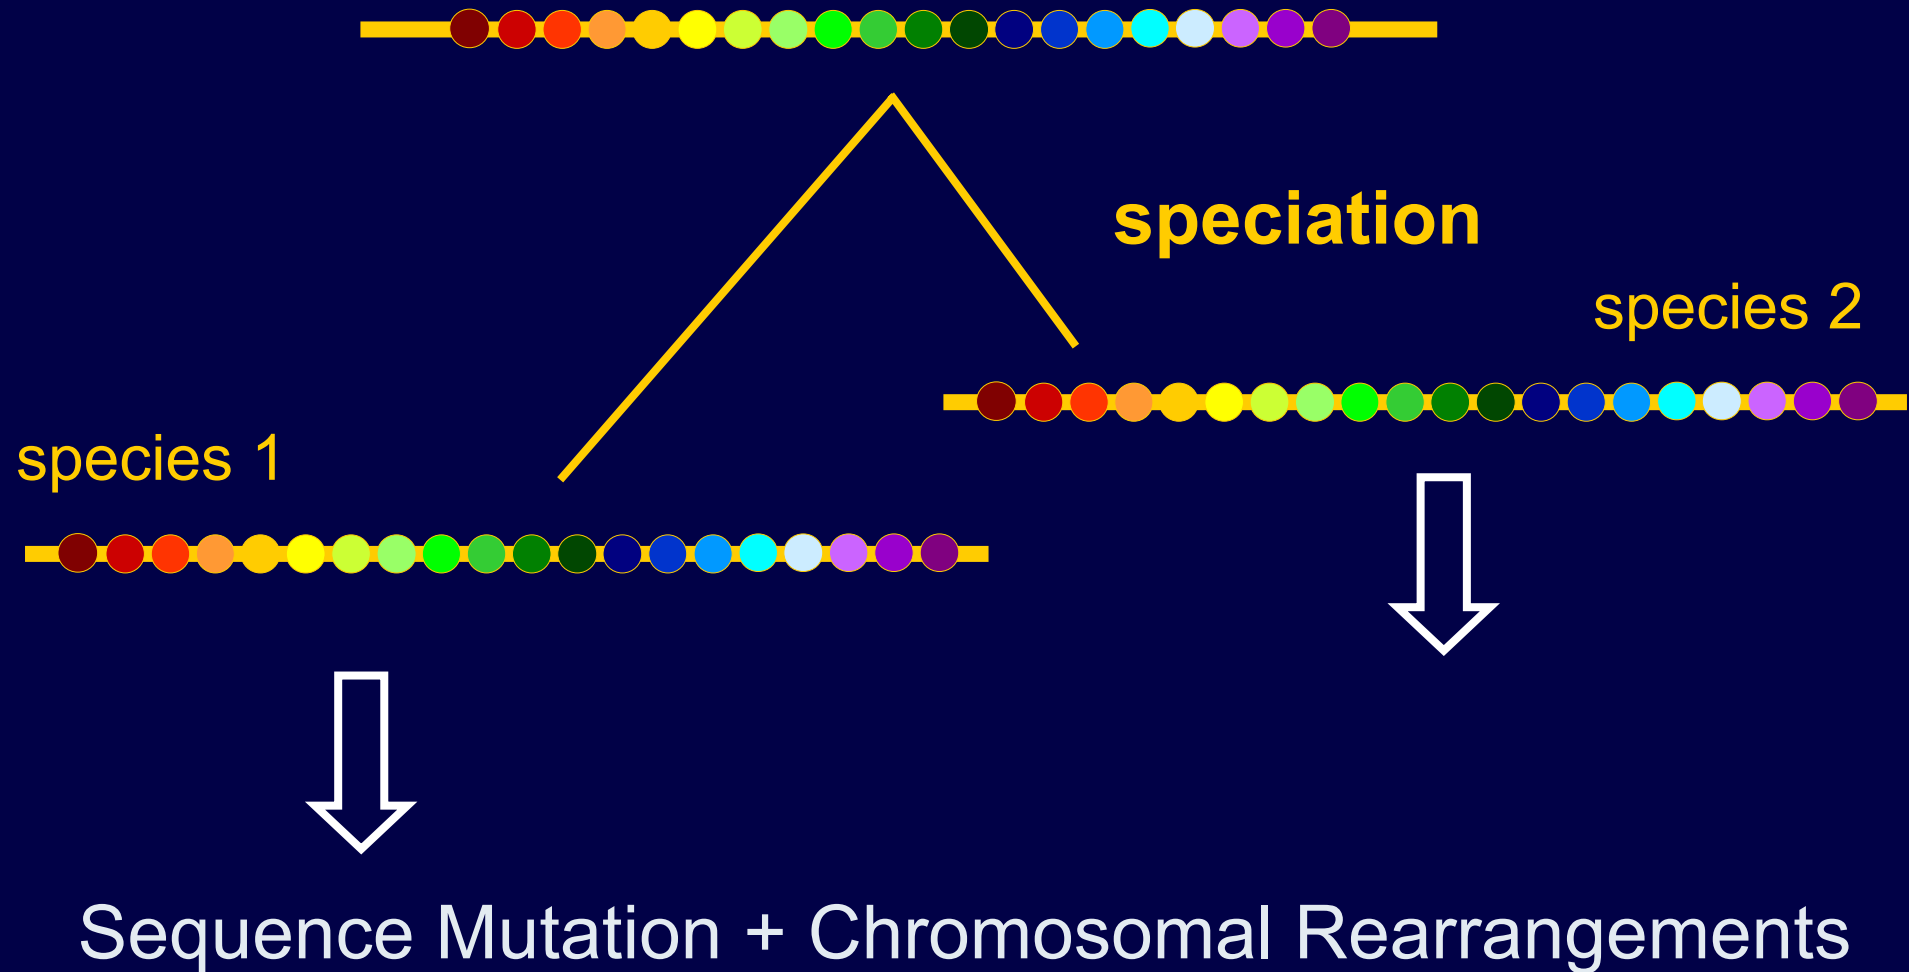 speciation
species 2
species 1
Sequence Mutation + Chromosomal Rearrangements